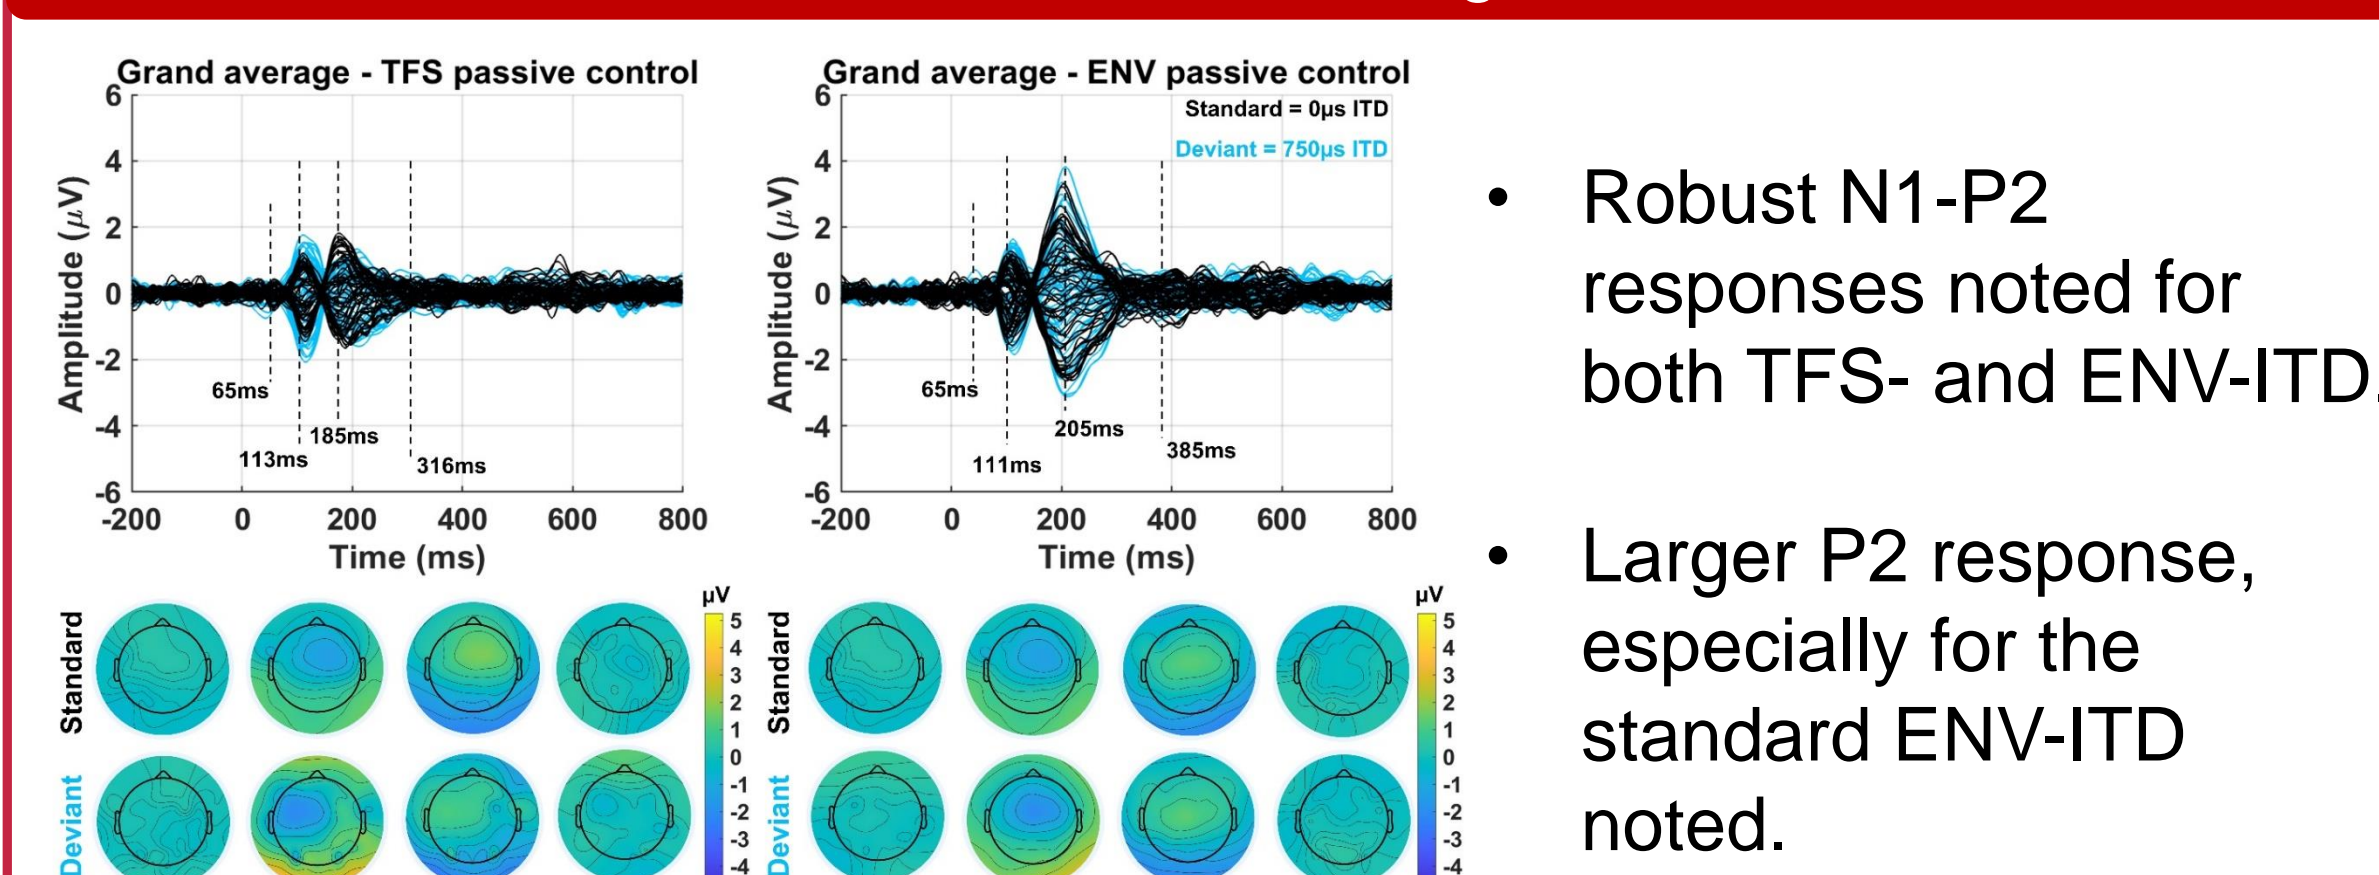 Grand average - TFS passive control
6
4
2
0
-2
-4
-6
Amplitude (μV)
65ms
113ms
185ms
316ms
-200 0 200 400 600 800
Time (ms)
Grand average - ENV passive control
Standard = 0μs ITD
Deviant = 750μs ITD
6
4
2
0
-2
-4
-6
Amplitude (μV)
65ms
111ms
205ms
385ms
-200 0 200 400 600 800
Time (ms)
Standard
Deviant
μV
5
4
3
2
1
0
-1
-2
-3
-4
Standard
Deviant
μV
5
4
3
2
1
0
-1
-2
-3
-4
• Robust N1-P2
responses noted for
both TFS- and ENV-ITD.
• Larger P2 response,
especially for the
standard ENV-ITD
noted.